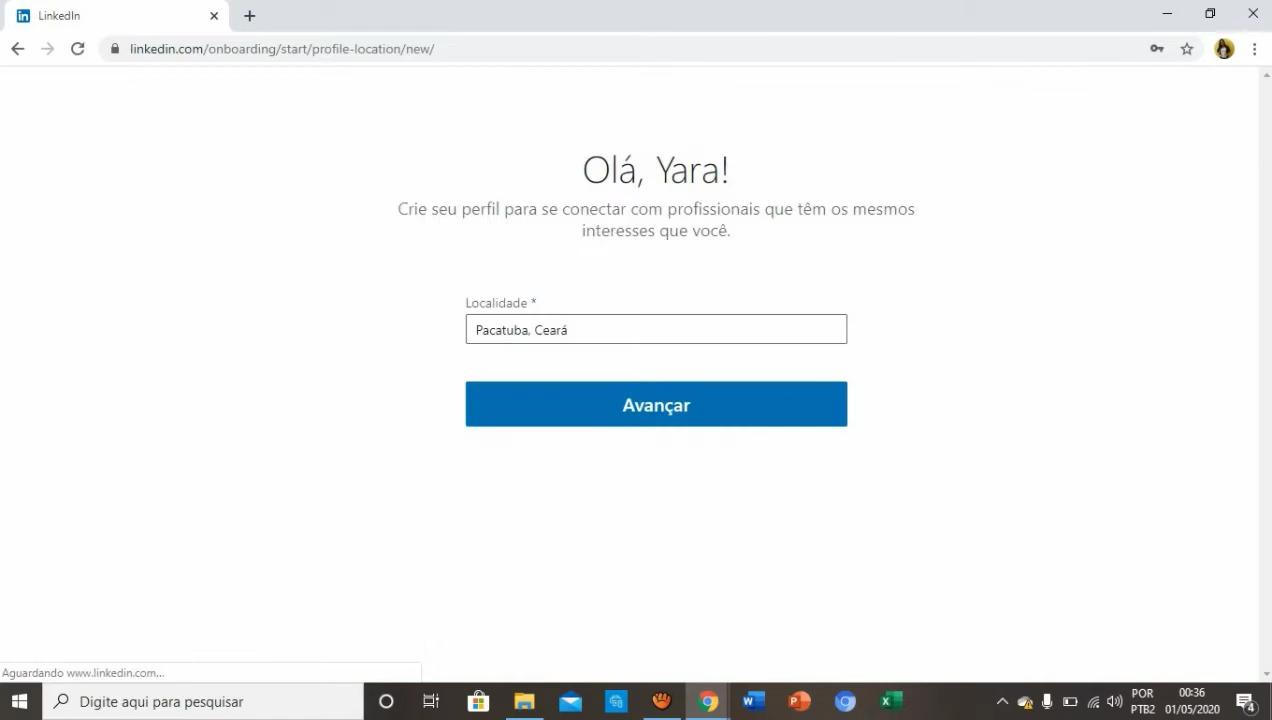 LinkedIn
linkedin.com/onboarding/start/profile-location/new/
Olá, Yara!
Crie seu perfil para se conectar com profissionais que têm os mesmos
interesses que você.
Localidade *
Pacatuba, Ceará
Avançar
Aguardando www.linkedin.com...
Digite aqui para pesquisar
POR
PTB2
00:36
01/05/2020
4